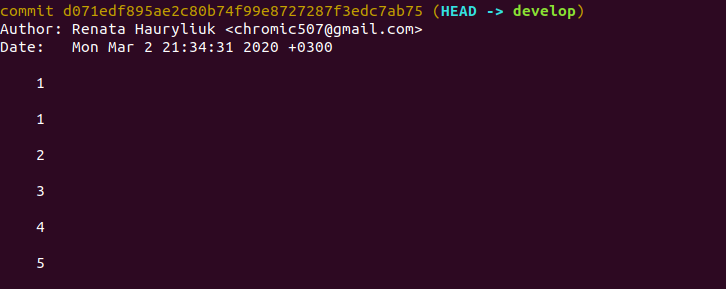 commit d071edf895ae2c80b74f99e8727287f3edc7ab75 (HEAD -> develop)
Author: Renata Hauryliuk <chromic507@gmail.com>
Date:   Mon Mar 2 21:34:31 2020 +0300
1
1
2
3
4
5